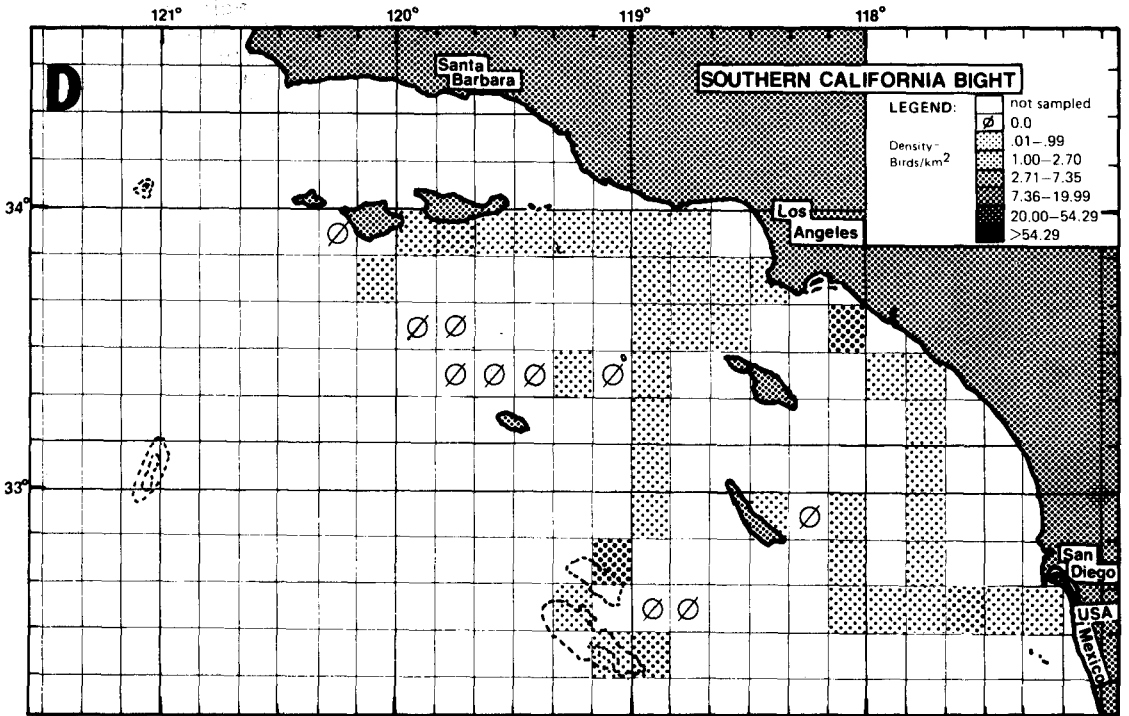 121° 120° 119° 118°
D
Santa
Barbara
SOUTHERN CALIFORNIA BIGHT
LEGEND:
not sampled
Ø 0.0
Density-
Birds/km²
.01–.99
1.00–2.70
2.71–7.35
7.36–19.99
20.00–54.29
>54.29
34°
Los
Angeles
Ø
Ø Ø
Ø Ø Ø Ø
33°
Ø
San
Diego
Ø Ø
USA
Mexico